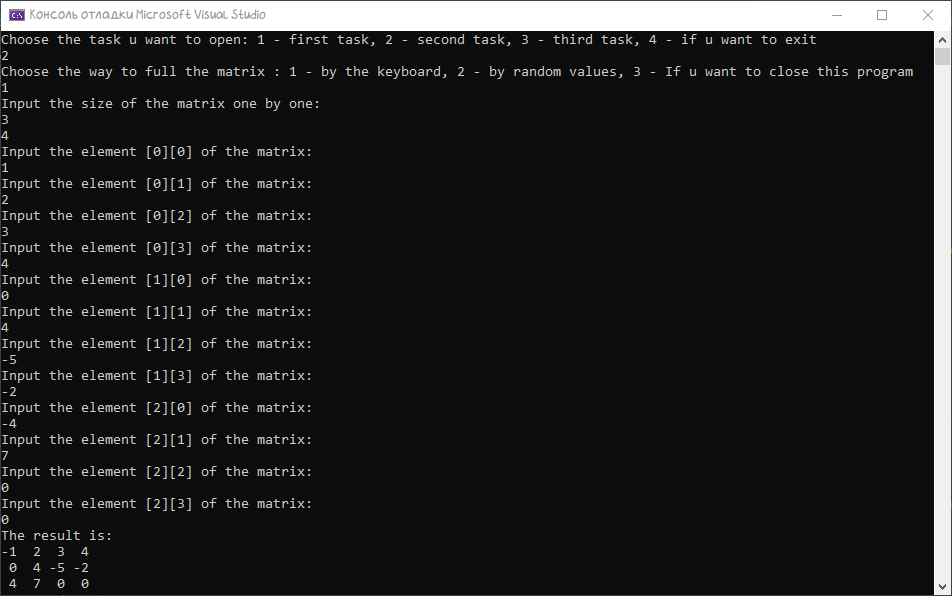 Консоль отладки Microsoft Visual Studio
Choose the task u want to open: 1 - first task, 2 - second task, 3 - third task, 4 - if u want to exit
2
Choose the way to full the matrix : 1 - by the keyboard, 2 - by random values, 3 - If u want to close this program
1
Input the size of the matrix one by one:
3
4
Input the element [0][0] of the matrix:
1
Input the element [0][1] of the matrix:
2
Input the element [0][2] of the matrix:
3
Input the element [0][3] of the matrix:
4
Input the element [1][0] of the matrix:
0
Input the element [1][1] of the matrix:
4
Input the element [1][2] of the matrix:
-5
Input the element [1][3] of the matrix:
-2
Input the element [2][0] of the matrix:
-4
Input the element [2][1] of the matrix:
7
Input the element [2][2] of the matrix:
0
Input the element [2][3] of the matrix:
0
The result is:
-1  2  3  4
 0  4 -5 -2
 4  7  0  0